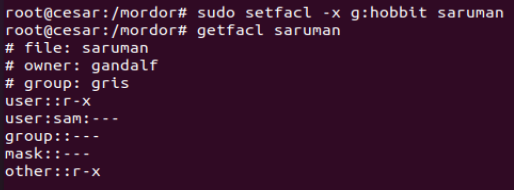 root@cesar:/mordor# sudo setfacl -x g:hobbit saruman
root@cesar:/mordor# getfacl saruman
# file: saruman
# owner: gandalf
# group: gris
user::r-x
user:sam:---
group::---
mask::---
other::r-x